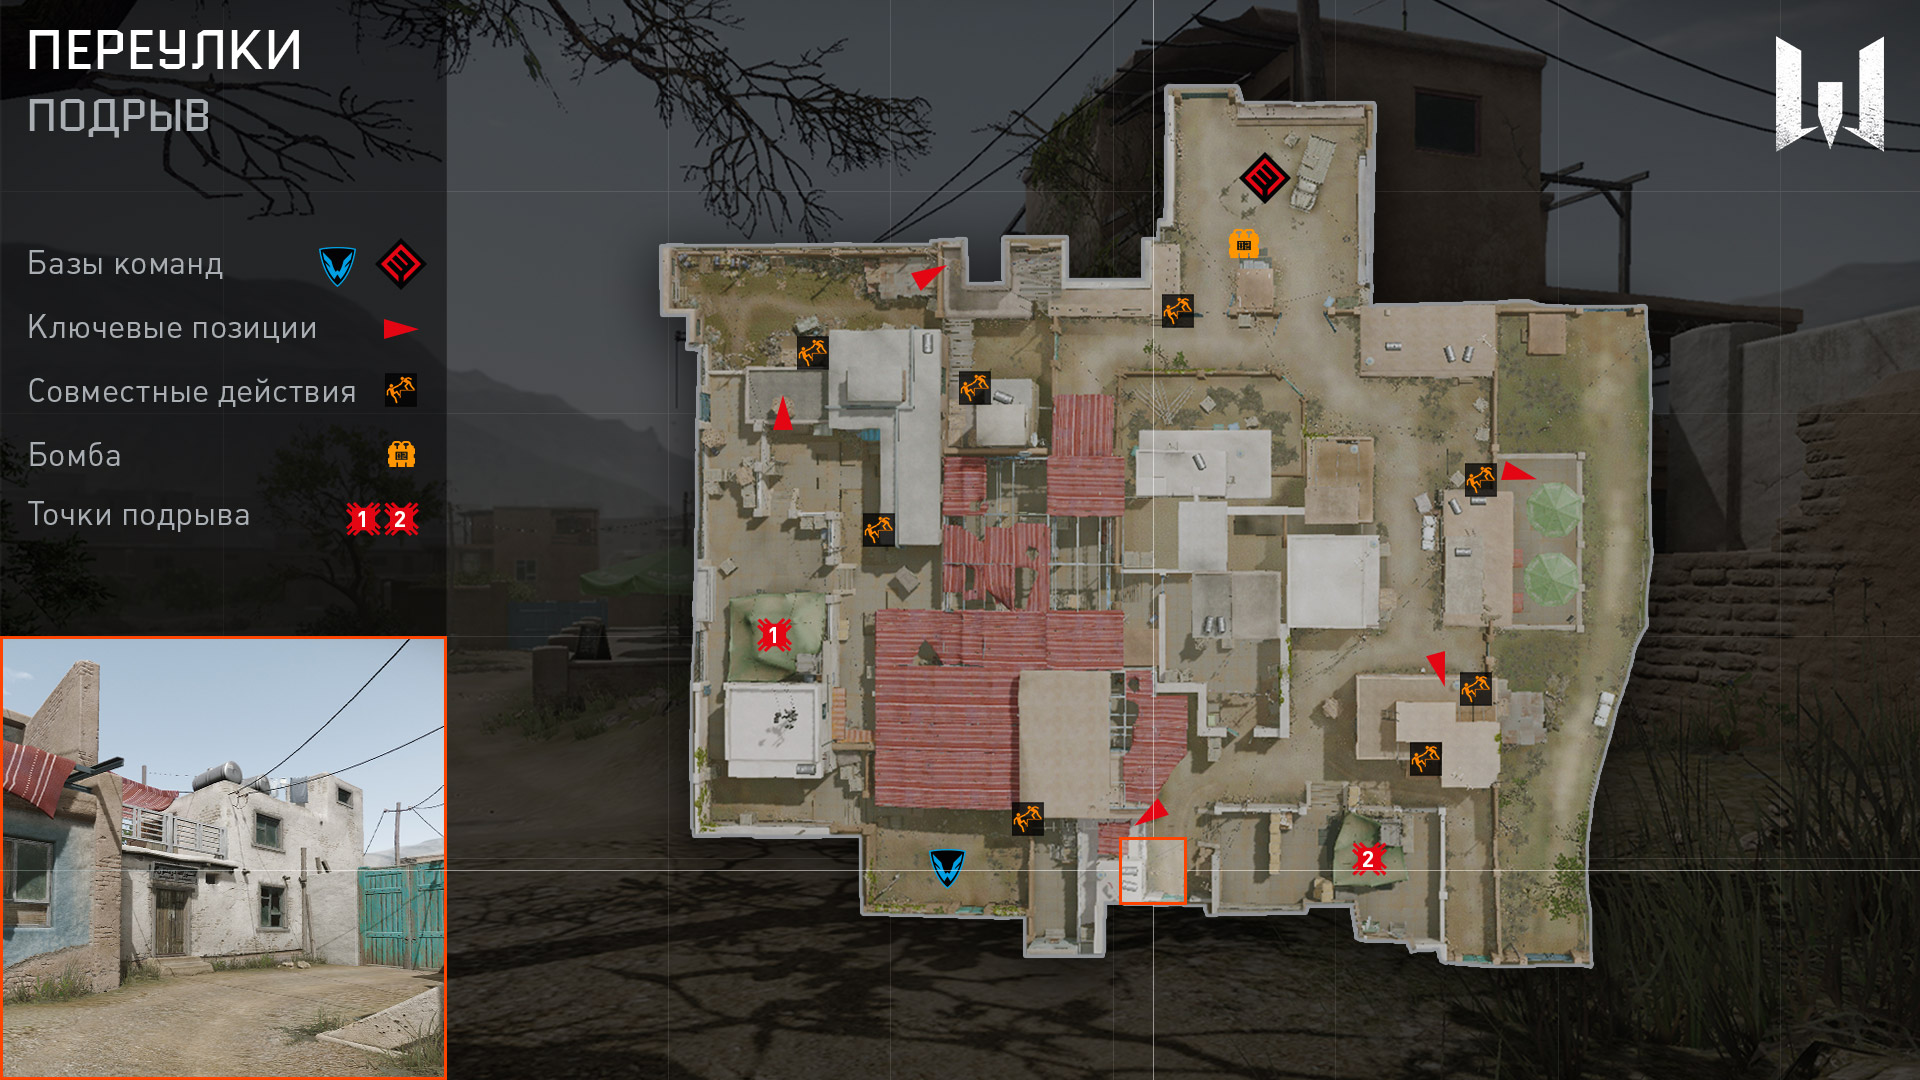 ПЕРЕУЛКИ
ПОДРЫВ
Базы команд
Ключевые позиции
Совместные действия
Бомба
Точки подрыва 1 2
1
2